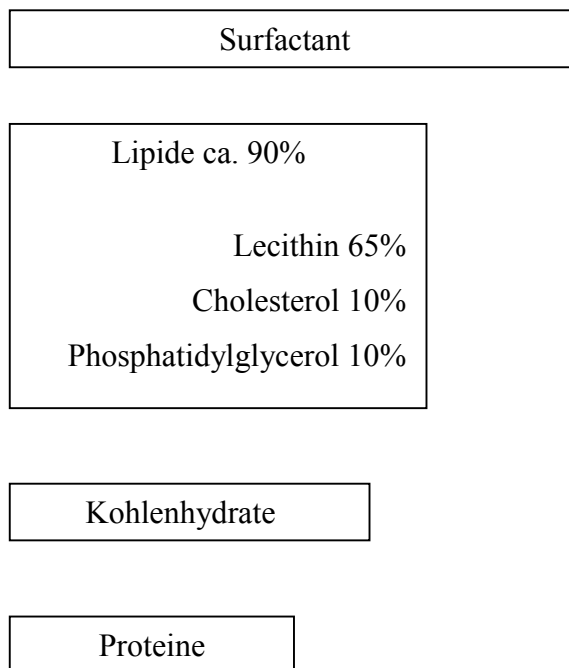 Surfactant
Lipide ca. 90%
Lecithin 65%
Cholesterol 10%
Phosphatidylglycerol 10%
Kohlenhydrate
Proteine